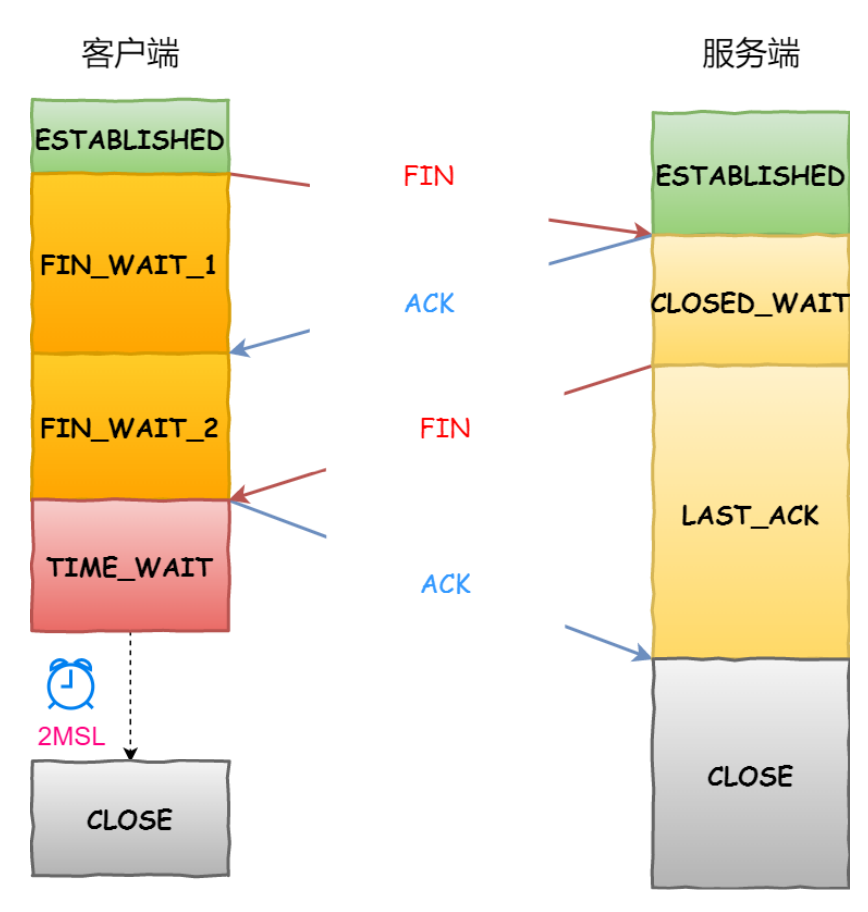 客户端
服务端
ESTABLISHED
FIN
ESTABLISHED
FIN_WAIT_1
ACK
CLOSED_WAIT
FIN_WAIT_2
FIN
LAST_ACK
TIME_WAIT
ACK
2MSL
CLOSE
CLOSE